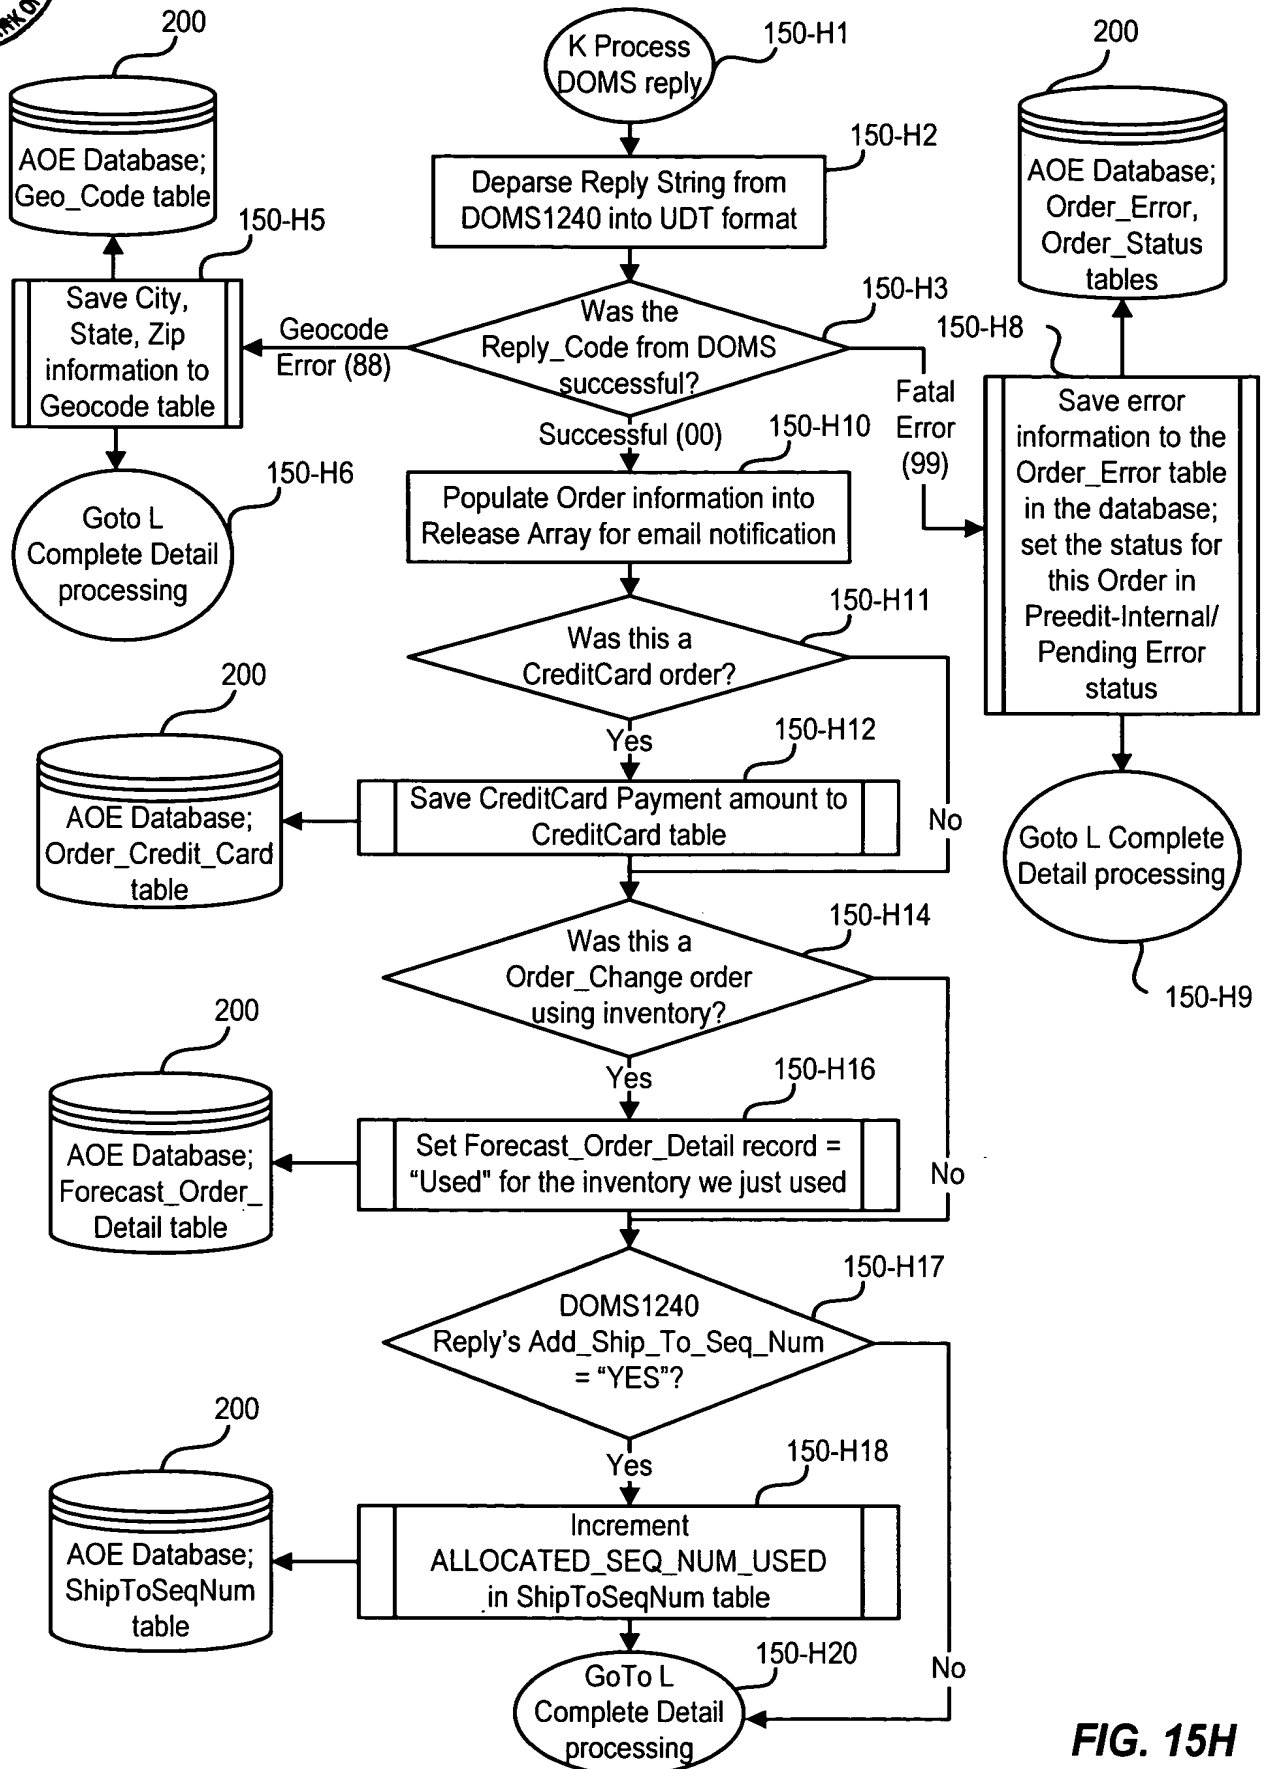 200
K Process
DOMS reply
150-H1
200
AOE Database;
Geo_Code table
150-H2
Deparse Reply String from
DOMS1240 into UDT format
AOE Database;
Order_Error,
Order_Status
tables
150-H5
Save City,
State, Zip
information to
Geocode table
Geocode
Error (88)
Was the
Reply_Code from DOMS
successful?
150-H3
150-H8
Fatal
Error
(99)
Save error
information to the
Order_Error table
in the database;
set the status for
this Order in
Preedit-Internal/
Pending Error
status
Successful (00)
150-H10
Populate Order information into
Release Array for email notification
150-H6
Goto L
Complete Detail
processing
150-H11
Was this a
CreditCard order?
Yes
No
200
AOE Database;
Order_Credit_Card
table
150-H12
Save CreditCard Payment amount to
CreditCard table
Goto L Complete
Detail processing
150-H9
150-H14
Was this a
Order_Change order
using inventory?
Yes
No
200
AOE Database;
Forecast_Order_
Detail table
150-H16
Set Forecast_Order_Detail record =
“Used" for the inventory we just used
150-H17
DOMS1240
Reply's Add_Ship_To_Seq_Num
= “YES”?
Yes
No
200
AOE Database;
ShipToSeqNum
table
150-H18
Increment
ALLOCATED_SEQ_NUM_USED
in ShipToSeqNum table
150-H20
GoTo L
Complete Detail
processing
FIG. 15H